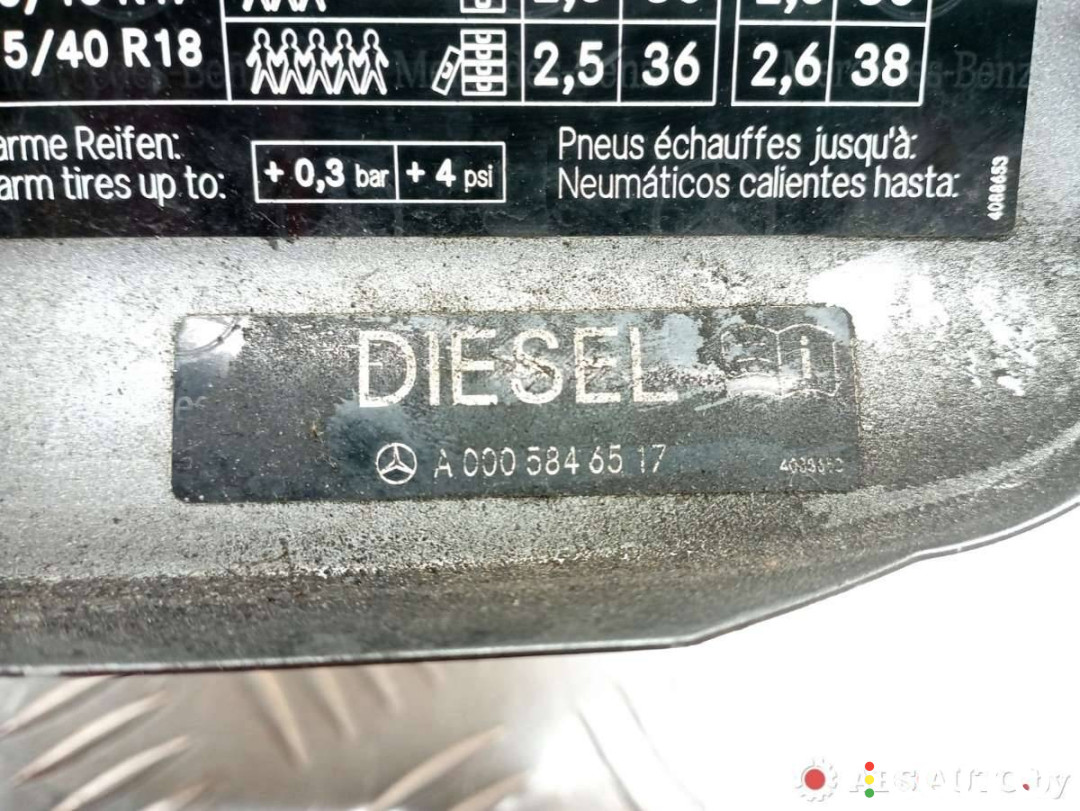 5/40 R18 2,5 36 2,6 38
arme Reifen:
arm tires up to:
+ 0,3 bar + 4 psi
Pneus échauffes jusqu'à:
Neumáticos calientes hasta:
4088653
DIESEL i
A 000 584 65 17